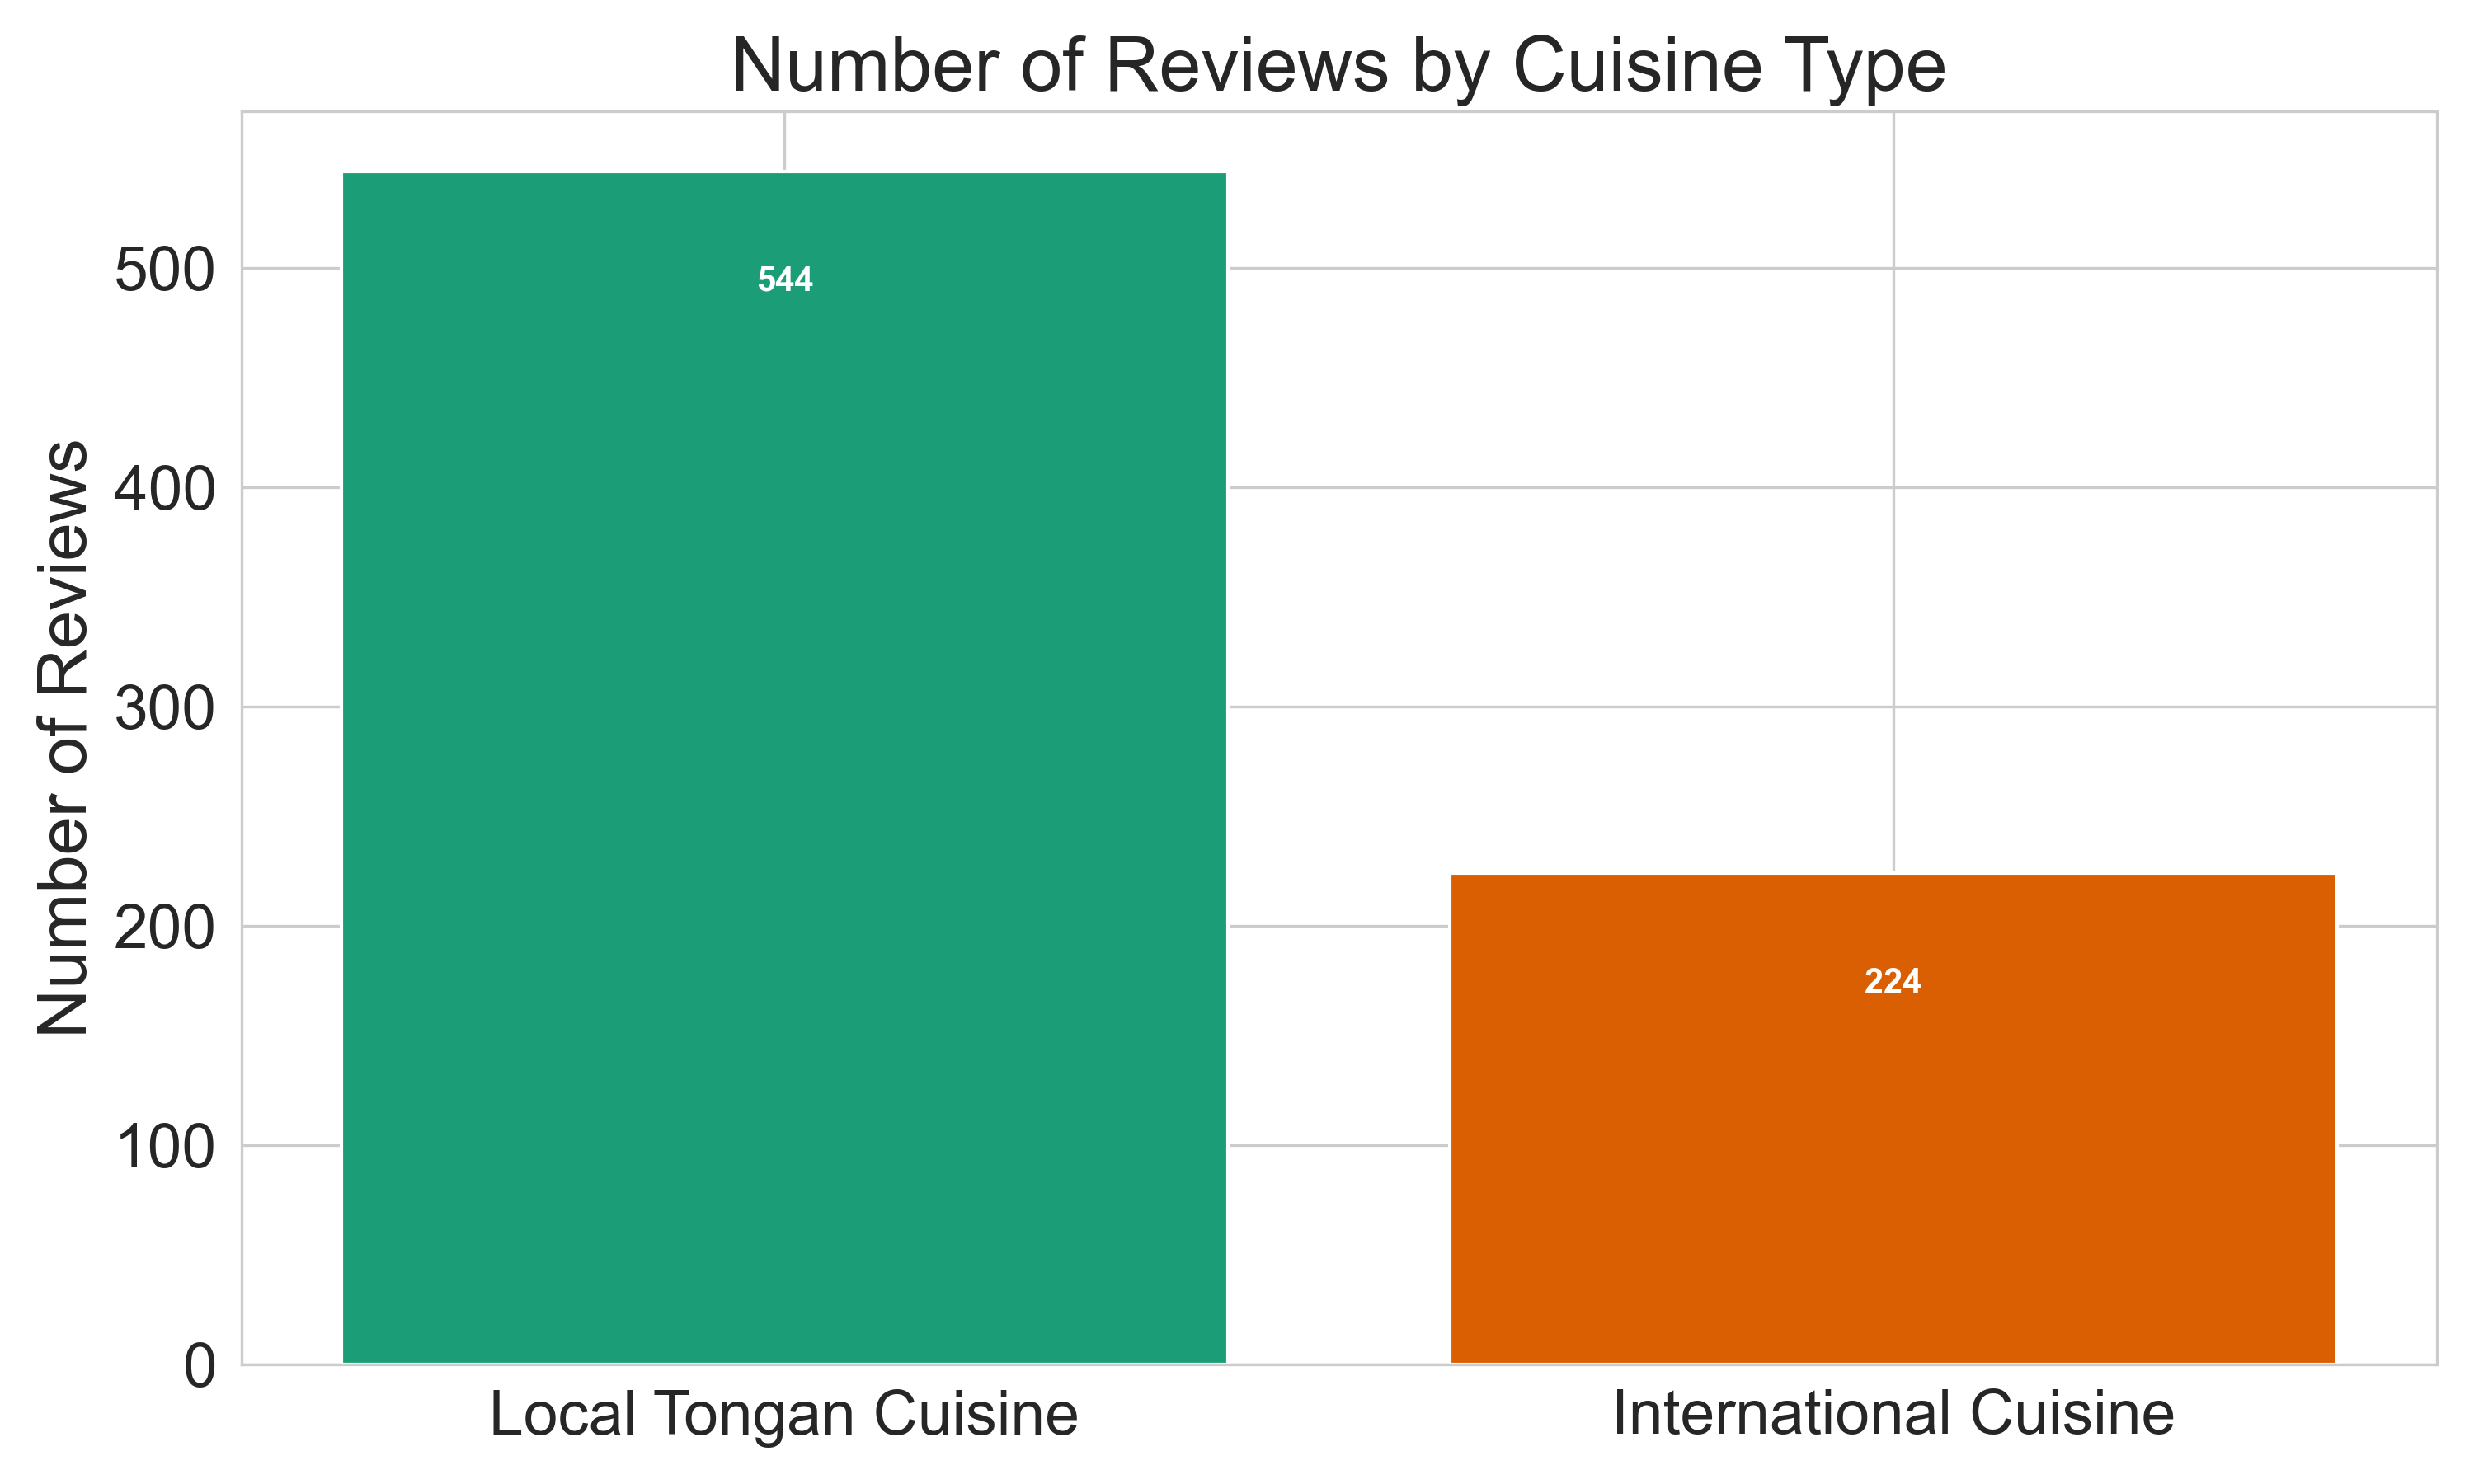 Number of Reviews by Cuisine Type
Number of Reviews
500
400
300
200
100
0
544
224
Local Tongan Cuisine
International Cuisine